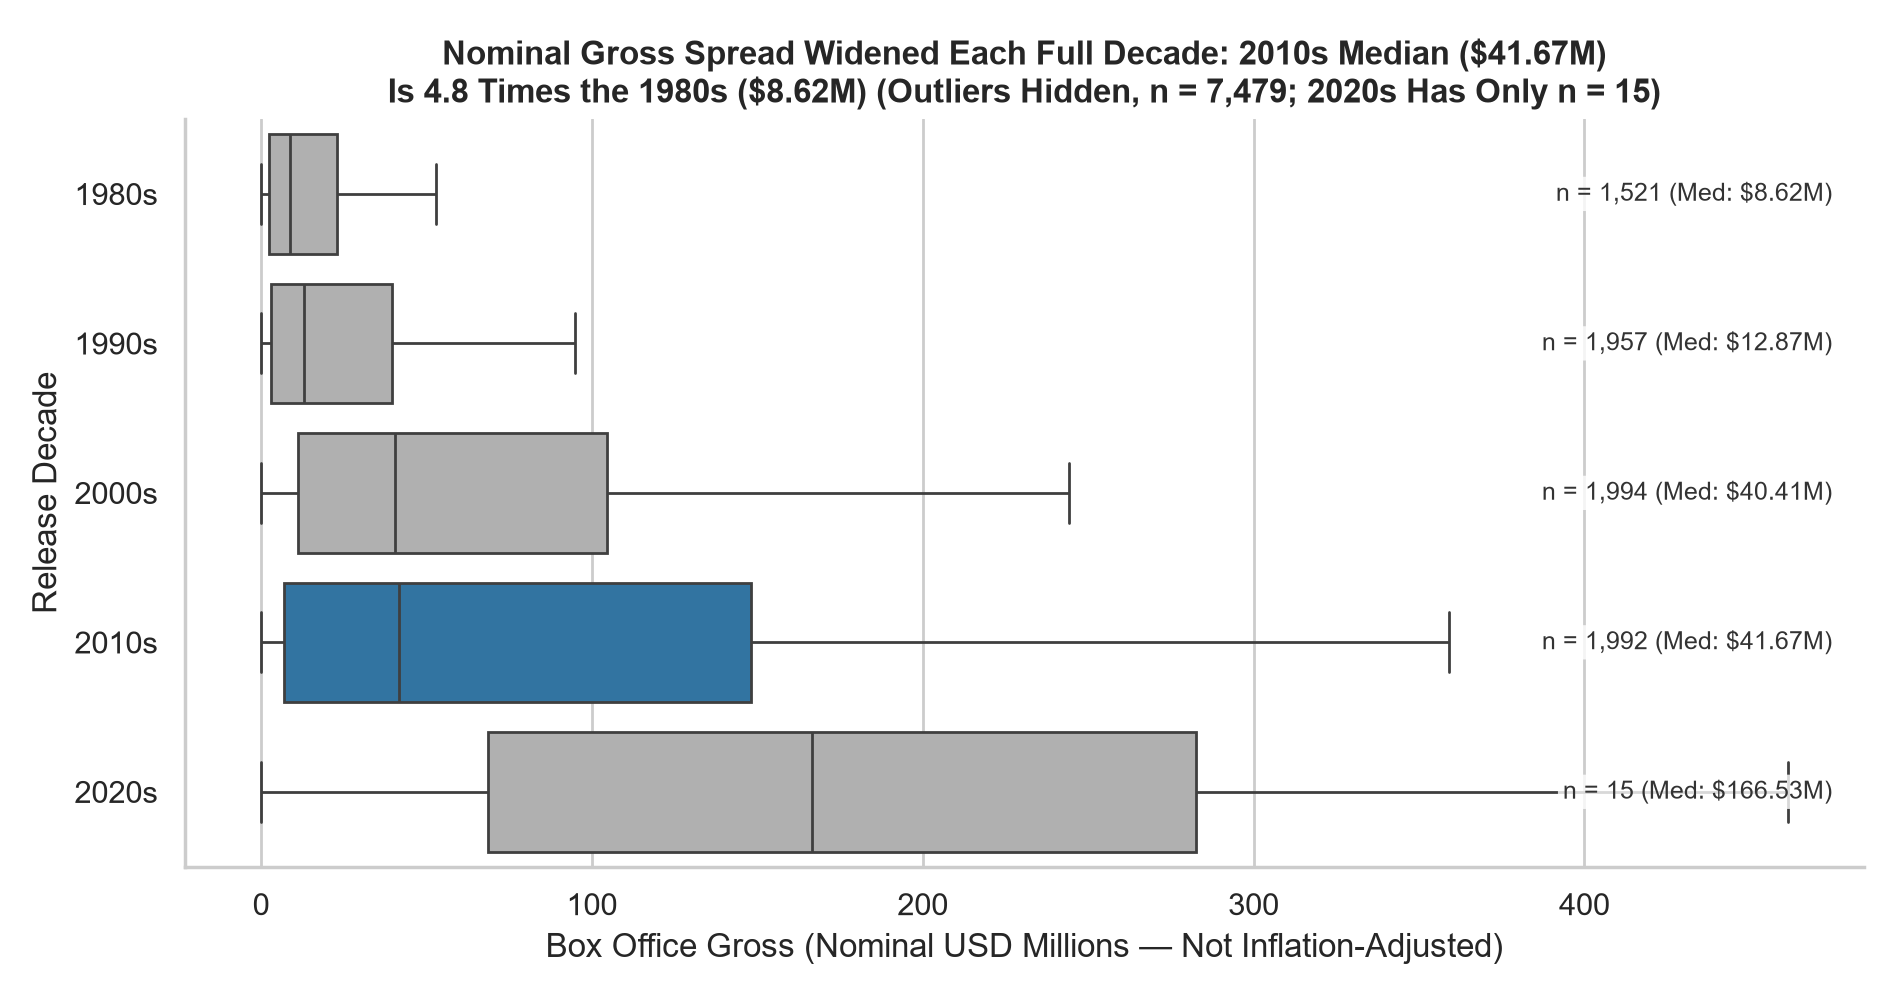 Nominal Gross Spread Widened Each Full Decade: 2010s Median ($41.67M)
Is 4.8 Times the 1980s ($8.62M) (Outliers Hidden, n = 7,479; 2020s Has Only n = 15)
Release Decade
1980s
n = 1,521 (Med: $8.62M)
1990s
n = 1,957 (Med: $12.87M)
2000s
n = 1,994 (Med: $40.41M)
2010s
n = 1,992 (Med: $41.67M)
2020s
n = 15 (Med: $166.53M)
0 100 200 300 400
Box Office Gross (Nominal USD Millions — Not Inflation-Adjusted)